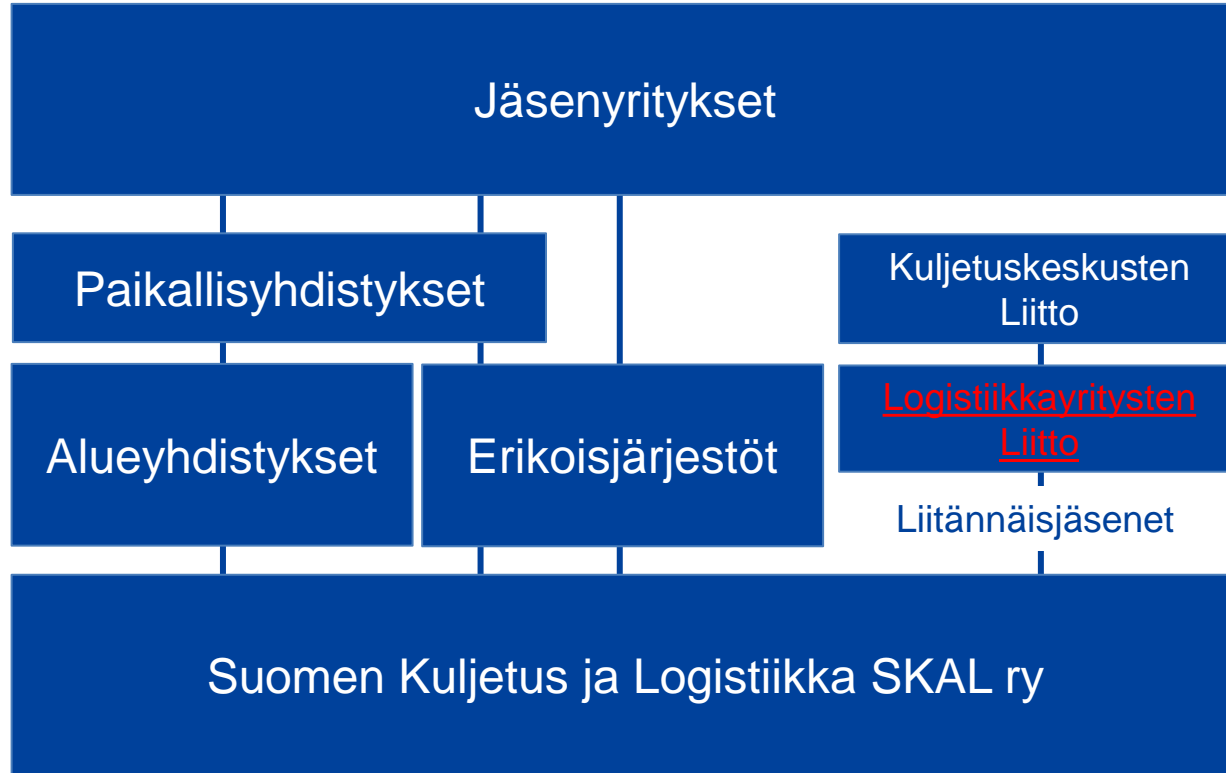 Jäsenyritykset
Paikallisyhdistykset
Kuljetuskeskusten
Liitto
Logistiikkayritysten
Liitto
Alueyhdistykset
Erikoisjärjestöt
Liitännäisjäsenet
Suomen Kuljetus ja Logistiikka SKAL ry